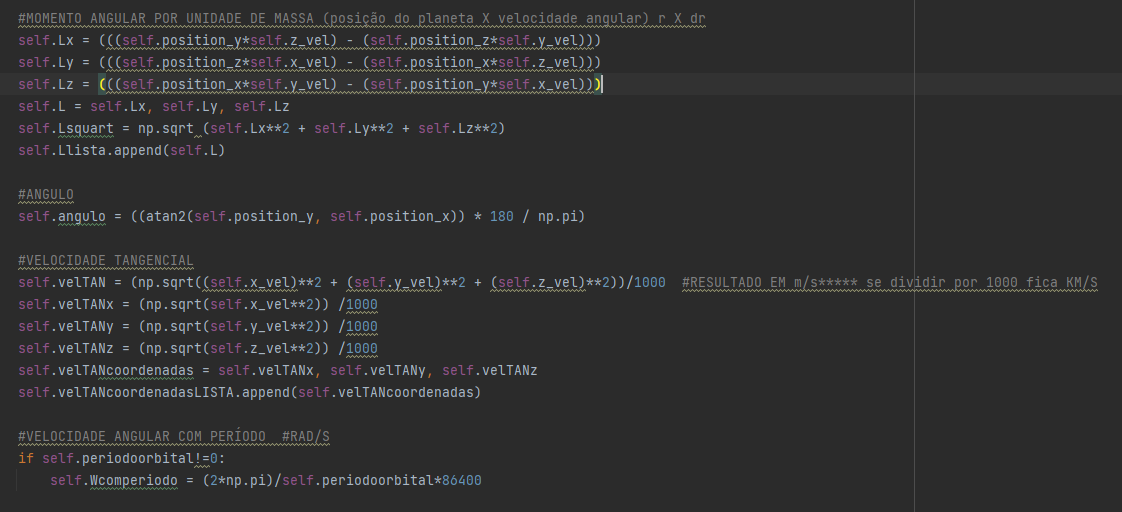 #MOMENTO ANGULAR POR UNIDADE DE MASSA (posição do planeta X velocidade angular) r X dr
self.Lx = (((self.position_y*self.z_vel) - (self.position_z*self.y_vel)))
self.Ly = (((self.position_z*self.x_vel) - (self.position_x*self.z_vel)))
self.Lz = (((self.position_x*self.y_vel) - (self.position_y*self.x_vel)))
self.L = self.Lx, self.Ly, self.Lz
self.Lsquart = np.sqrt (self.Lx**2 + self.Ly**2 + self.Lz**2)
self.Llista.append(self.L)
#ANGULO
self.angulo = ((atan2(self.position_y, self.position_x)) * 180 / np.pi)
#VELOCIDADE TANGENCIAL
self.velTAN = (np.sqrt((self.x_vel)**2 + (self.y_vel)**2 + (self.z_vel)**2))/1000  #RESULTADO EM m/s***** se dividir por 1000 fica KM/S
self.velTANx = (np.sqrt(self.x_vel**2)) /1000
self.velTANy = (np.sqrt(self.y_vel**2)) /1000
self.velTANz = (np.sqrt(self.z_vel**2)) /1000
self.velTANcoordenadas = self.velTANx, self.velTANy, self.velTANz
self.velTANcoordenadasLISTA.append(self.velTANcoordenadas)
#VELOCIDADE ANGULAR COM PERÍODO  #RAD/S
if self.periodoorbital!=0:
    self.Wcomperiodo = (2*np.pi)/self.periodoorbital*86400